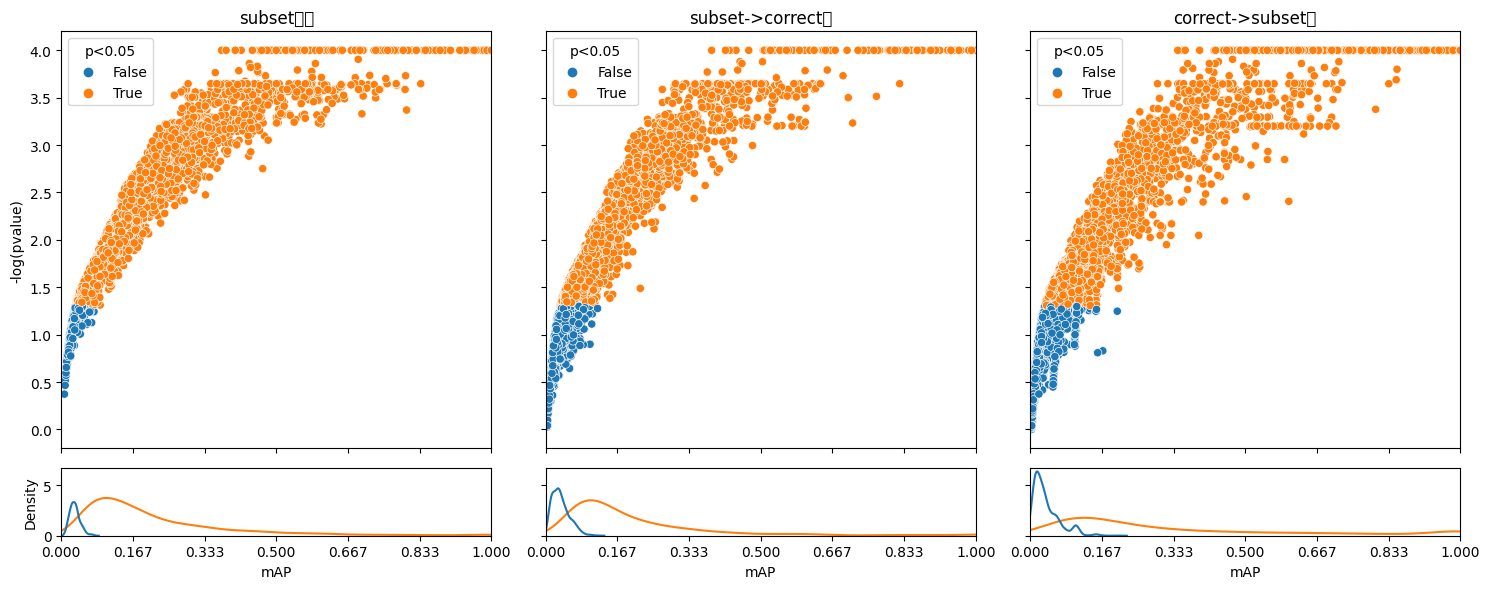 subset
subset->correct
correct->subset
p<0.05
False
True
p<0.05
False
True
p<0.05
False
True
4.0
3.5
3.0
2.5
2.0
1.5
1.0
0.5
0.0
-log(pvalue)
5
0
Density
0.000 0.167 0.333 0.500 0.667 0.833 1.000
0.000 0.167 0.333 0.500 0.667 0.833 1.000
0.000 0.167 0.333 0.500 0.667 0.833 1.000
mAP
mAP
mAP